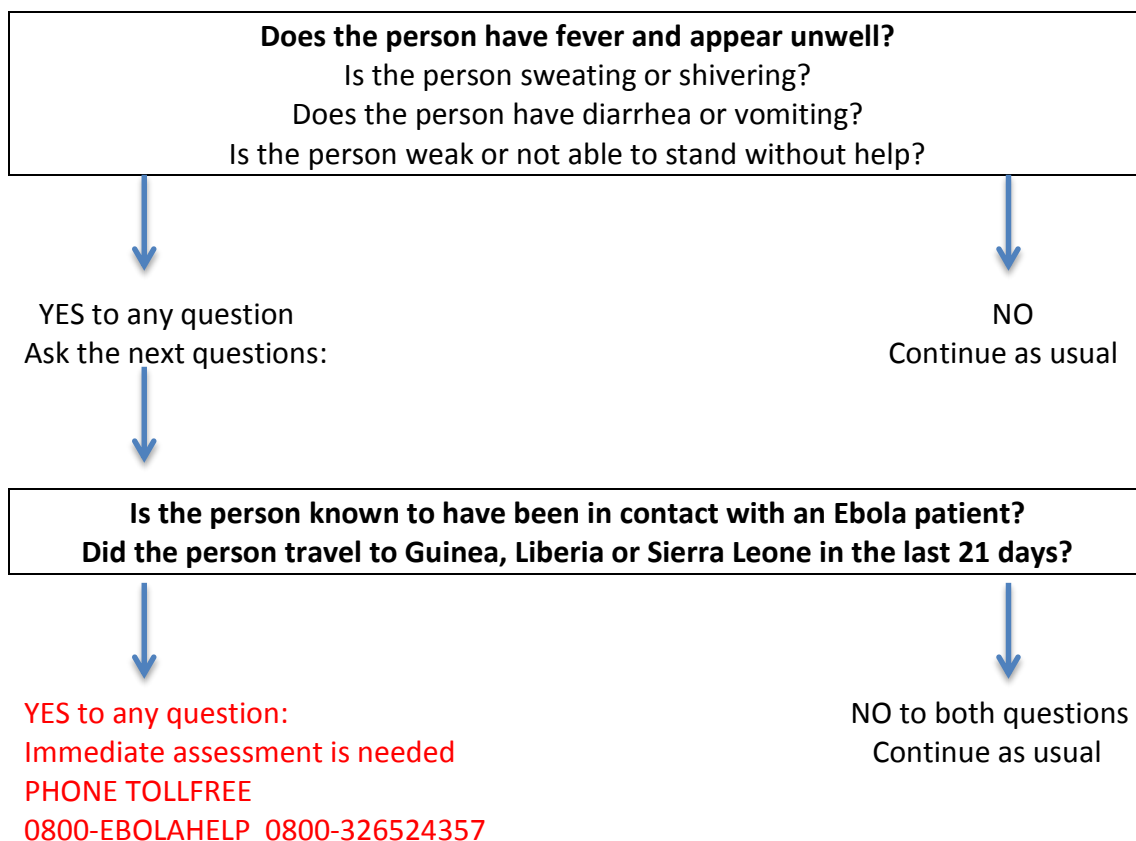 Does the person have fever and appear unwell?
Is the person sweating or shivering?
Does the person have diarrhea or vomiting?
Is the person weak or not able to stand without help?
YES to any question
Ask the next questions:
NO
Continue as usual
Is the person known to have been in contact with an Ebola patient?
Did the person travel to Guinea, Liberia or Sierra Leone in the last 21 days?
YES to any question:
Immediate assessment is needed
PHONE TOLLFREE
0800-EBOLAHELP 0800-326524357
NO to both questions
Continue as usual